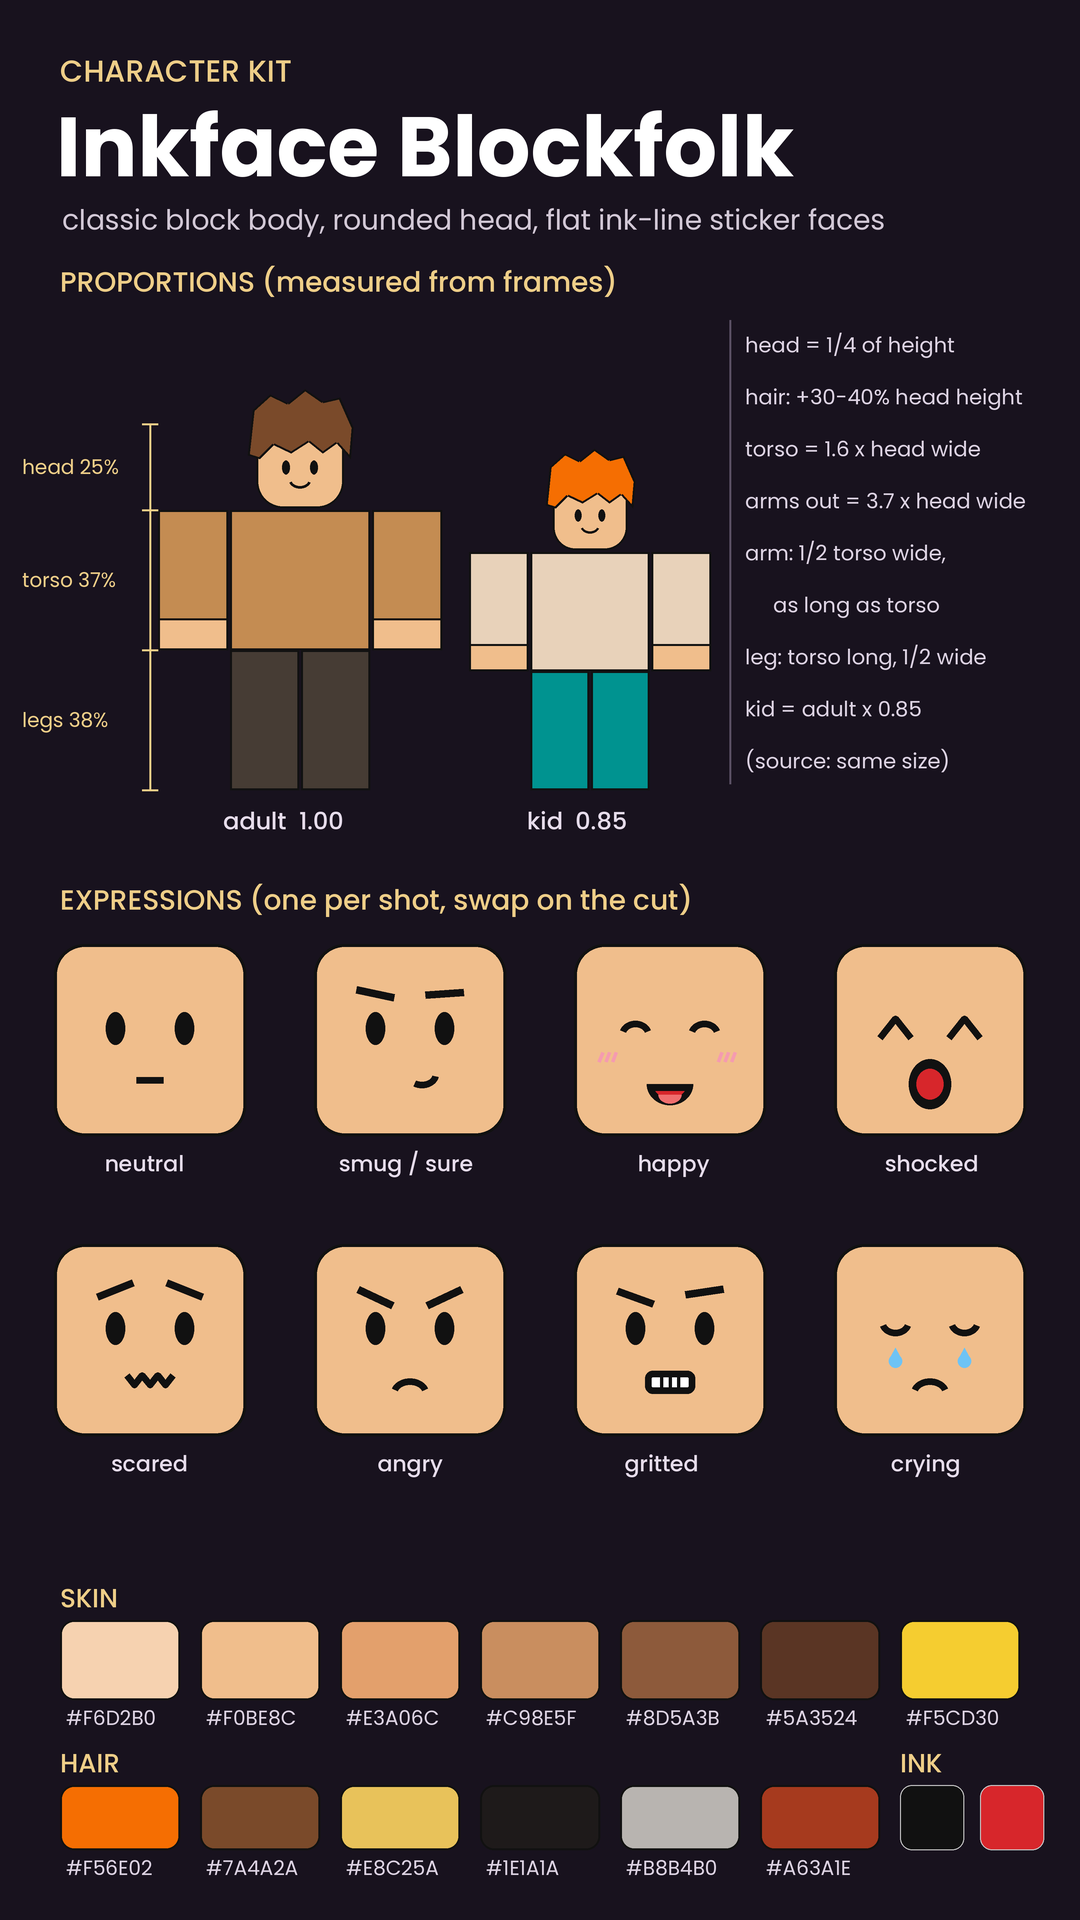 CHARACTER KIT
Inkface Blockfolk
classic block body, rounded head, flat ink-line sticker faces
PROPORTIONS (measured from frames)
head 25%
torso 37%
legs 38%
adult 1.00
kid 0.85
head = 1/4 of height
hair: +30-40% head height
torso = 1.6 x head wide
arms out = 3.7 x head wide
arm: 1/2 torso wide,
as long as torso
leg: torso long, 1/2 wide
kid = adult x 0.85
(source: same size)
EXPRESSIONS (one per shot, swap on the cut)
neutral
smug / sure
happy
shocked
scared
angry
gritted
crying
SKIN
#F6D2B0
#F0BE8C
#E3A06C
#C98E5F
#8D5A3B
#5A3524
#F5CD30
HAIR
#F56E02
#7A4A2A
#E8C25A
#1E1A1A
#B8B4B0
#A63A1E
INK